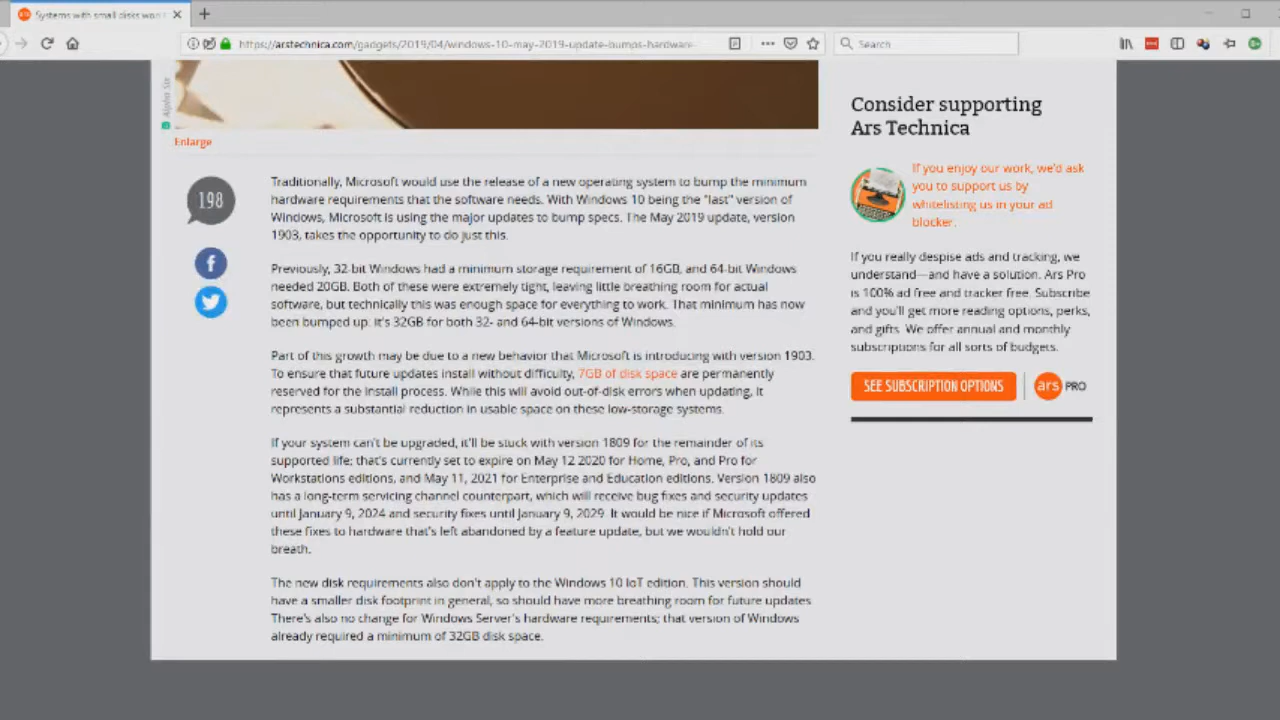 Systems with small disks won't
https://arstechnica.com/gadgets/2019/04/windows-10-may-2019-update-bumps-hardware-
Search
Alpha Six
Enlarge
198
Traditionally, Microsoft would use the release of a new operating system to bump the minimum
hardware requirements that the software needs. With Windows 10 being the "last" version of
Windows, Microsoft is using the major updates to bump specs. The May 2019 update, version
1903, takes the opportunity to do just this.
Previously, 32-bit Windows had a minimum storage requirement of 16GB, and 64-bit Windows
needed 20GB. Both of these were extremely tight, leaving little breathing room for actual
software, but technically this was enough space for everything to work. That minimum has now
been bumped up: it's 32GB for both 32- and 64-bit versions of Windows.
Part of this growth may be due to a new behavior that Microsoft is introducing with version 1903.
To ensure that future updates install without difficulty, 7GB of disk space are permanently
reserved for the install process. While this will avoid out-of-disk errors when updating, it
represents a substantial reduction in usable space on these low-storage systems.
If your system can't be upgraded, it'll be stuck with version 1809 for the remainder of its
supported life; that's currently set to expire on May 12 2020 for Home, Pro, and Pro for
Workstations editions, and May 11, 2021 for Enterprise and Education editions. Version 1809 also
has a long-term servicing channel counterpart, which will receive bug fixes and security updates
until January 9, 2024 and security fixes until January 9, 2029. It would be nice if Microsoft offered
these fixes to hardware that's left abandoned by a feature update, but we wouldn't hold our
breath.
The new disk requirements also don't apply to the Windows 10 IoT edition. This version should
have a smaller disk footprint in general, so should have more breathing room for future updates
There's also no change for Windows Server's hardware requirements; that version of Windows
already required a minimum of 32GB disk space.
Consider supporting
Ars Technica
If you enjoy our work, we'd ask
you to support us by
whitelisting us in your ad
blocker.
If you really despise ads and tracking, we
understand—and have a solution. Ars Pro
is 100% ad free and tracker free. Subscribe
and you'll get more reading options, perks,
and gifts. We offer annual and monthly
subscriptions for all sorts of budgets.
SEE SUBSCRIPTION OPTIONS
ars PRO